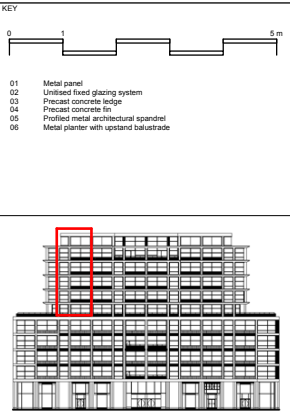 KEY
0 1 5 m
01 Metal panel
02 Unitised fixed glazing system
03 Precast concrete ledge
04 Precast concrete fin
05 Profiled metal architectural spandrel
06 Metal planter with upstand balustrade